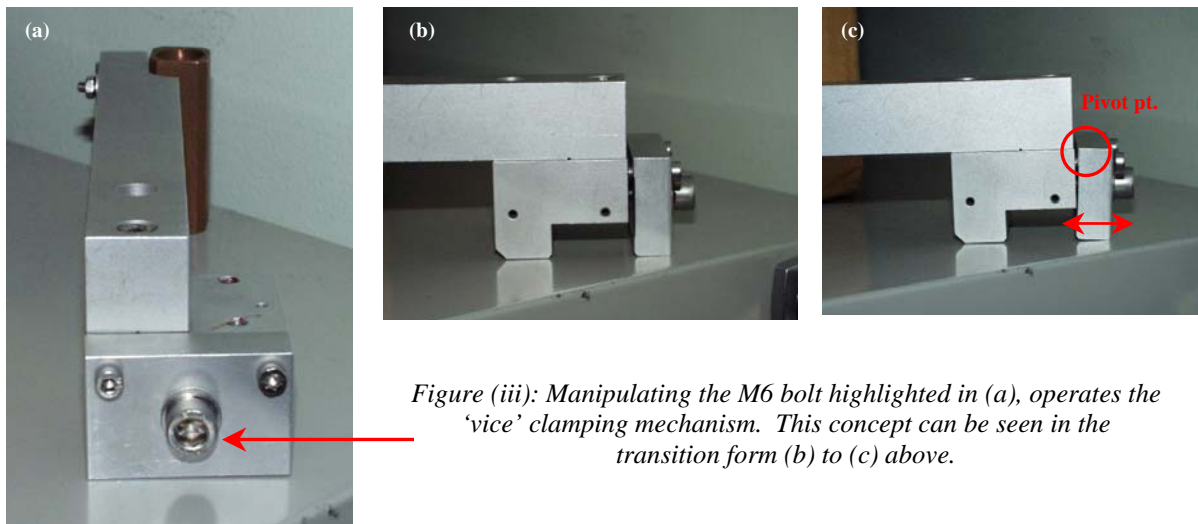 (a)
(b)
(c)
Pivot pt.
Figure (iii): Manipulating the M6 bolt highlighted in (a), operates the
‘vice’ clamping mechanism.  This concept can be seen in the
transition form (b) to (c) above.